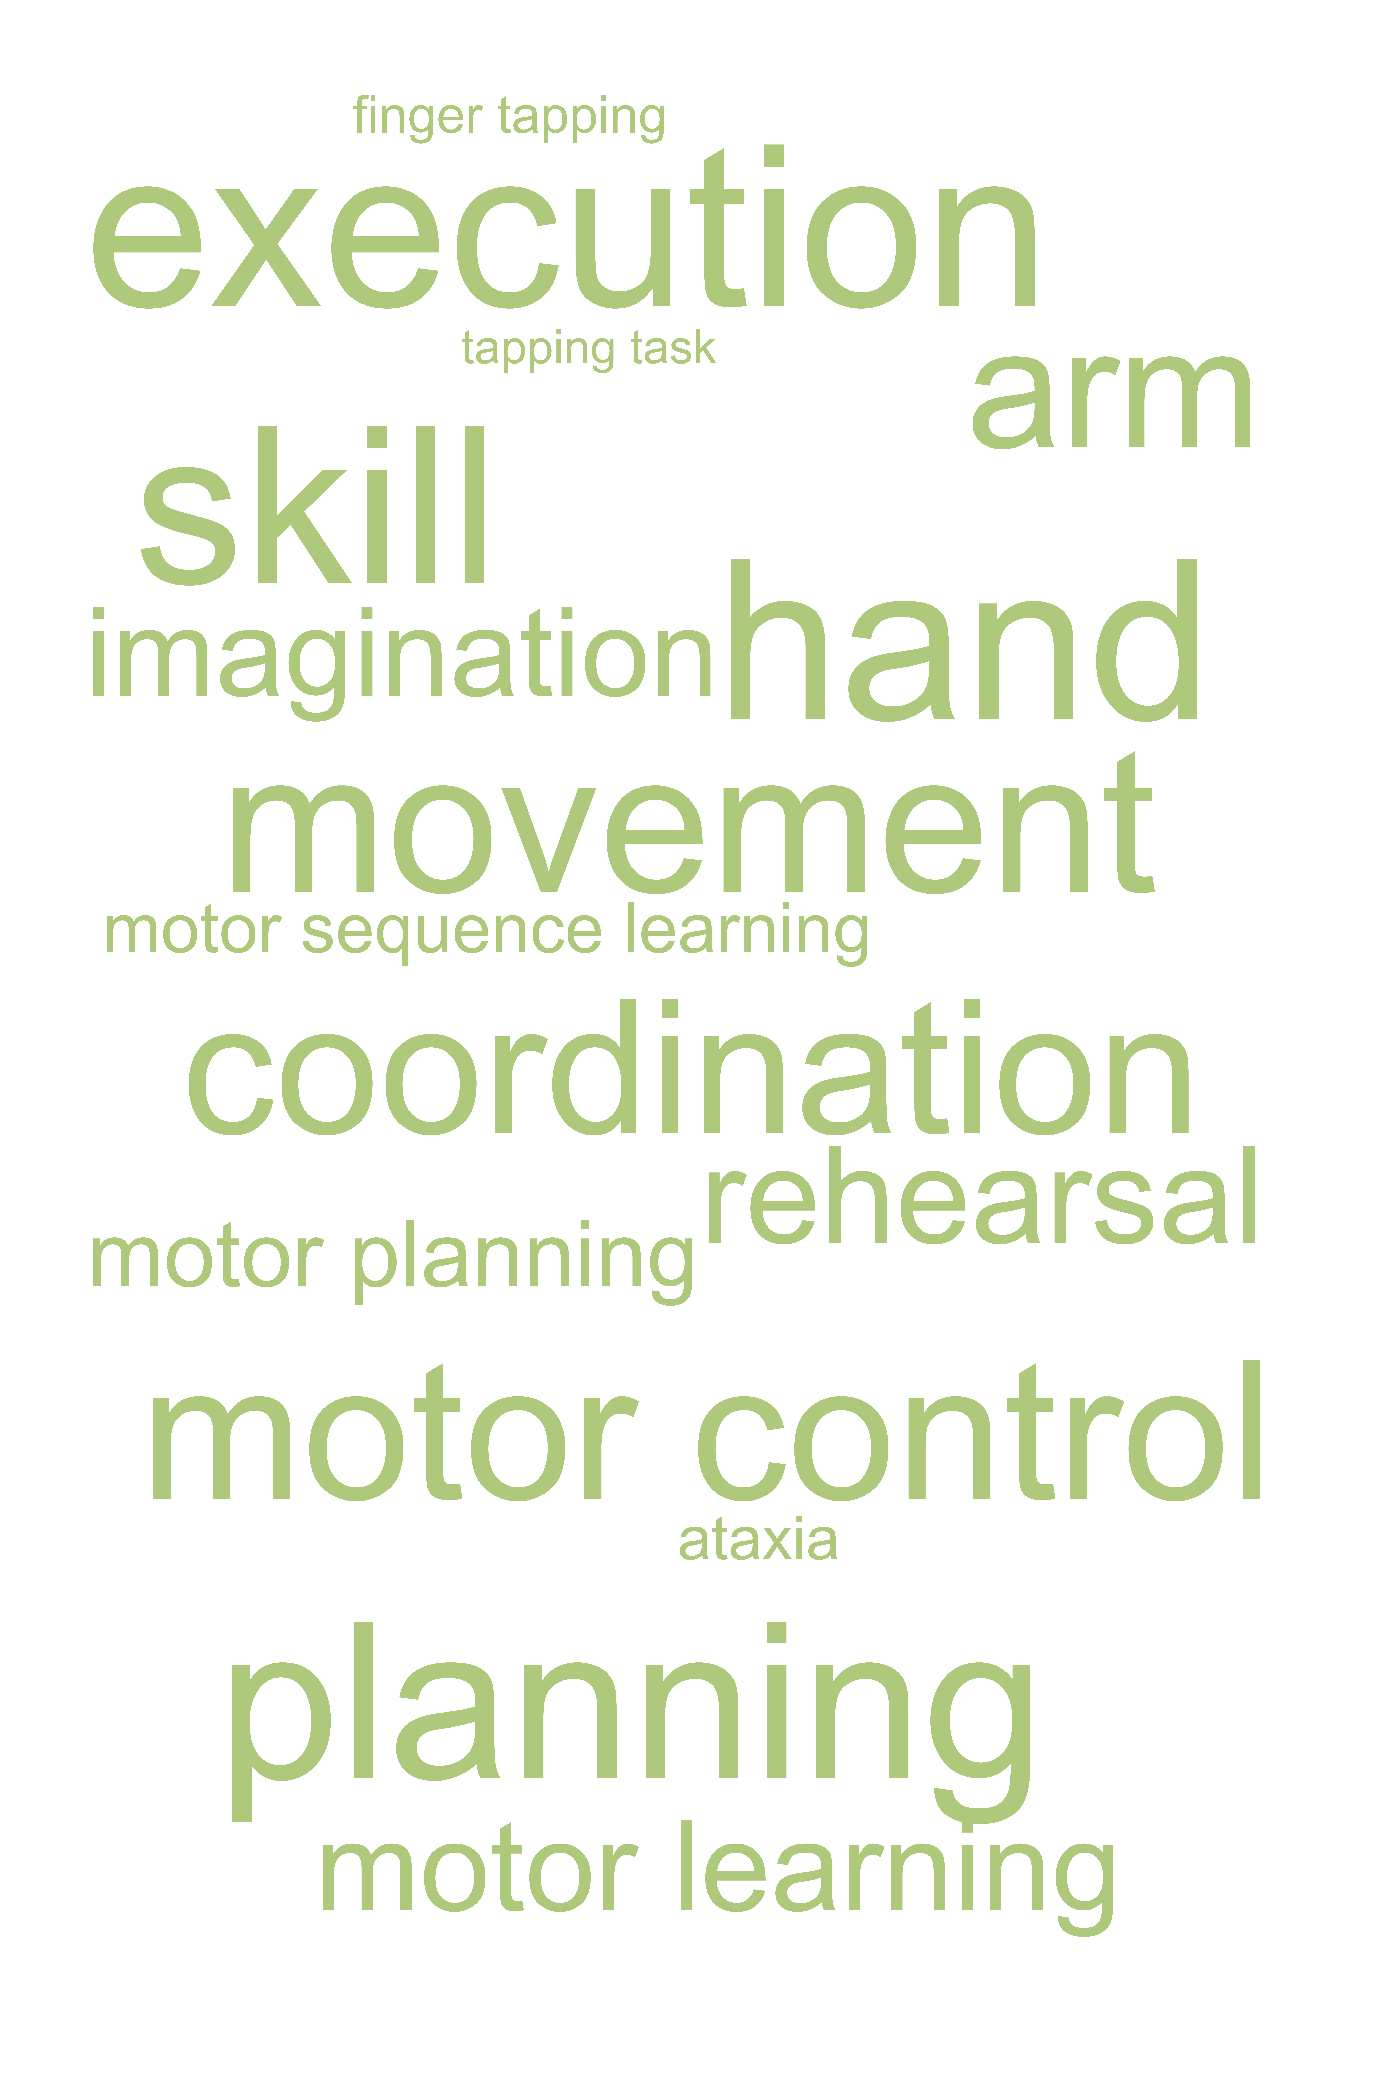 finger tapping
execution
tapping task
arm
skill
imagination
hand
movement
motor sequence learning
coordination
rehearsal
motor planning
motor control
ataxia
planning
motor learning